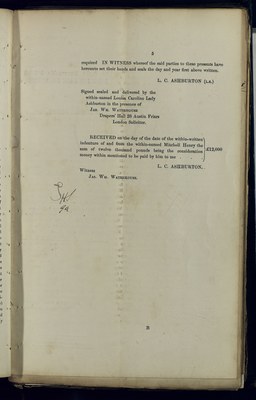 3
required IN WITNESS whereof the said parties to these presents have
hereunto set their hands and seals the day and year first above written.
L. C. ASHBURTON (L.S.)
Signed sealed and delivered by the
within-named Louisa Caroline Lady
Ashburton in the presence of
JAS. WM. WATERHOUSE
Drapers' Hall 28 Austin Friars
London Solicitor.
RECEIVED on the day of the date of the within-written
indenture of and from the within-named Mitchell Henry the
sum of twelve thousand pounds being the consideration
money within mentioned to be paid by him to me
£12,000
L. C. ASHBURTON.
Witness
JAS. WM. WATERHOUSE.
B